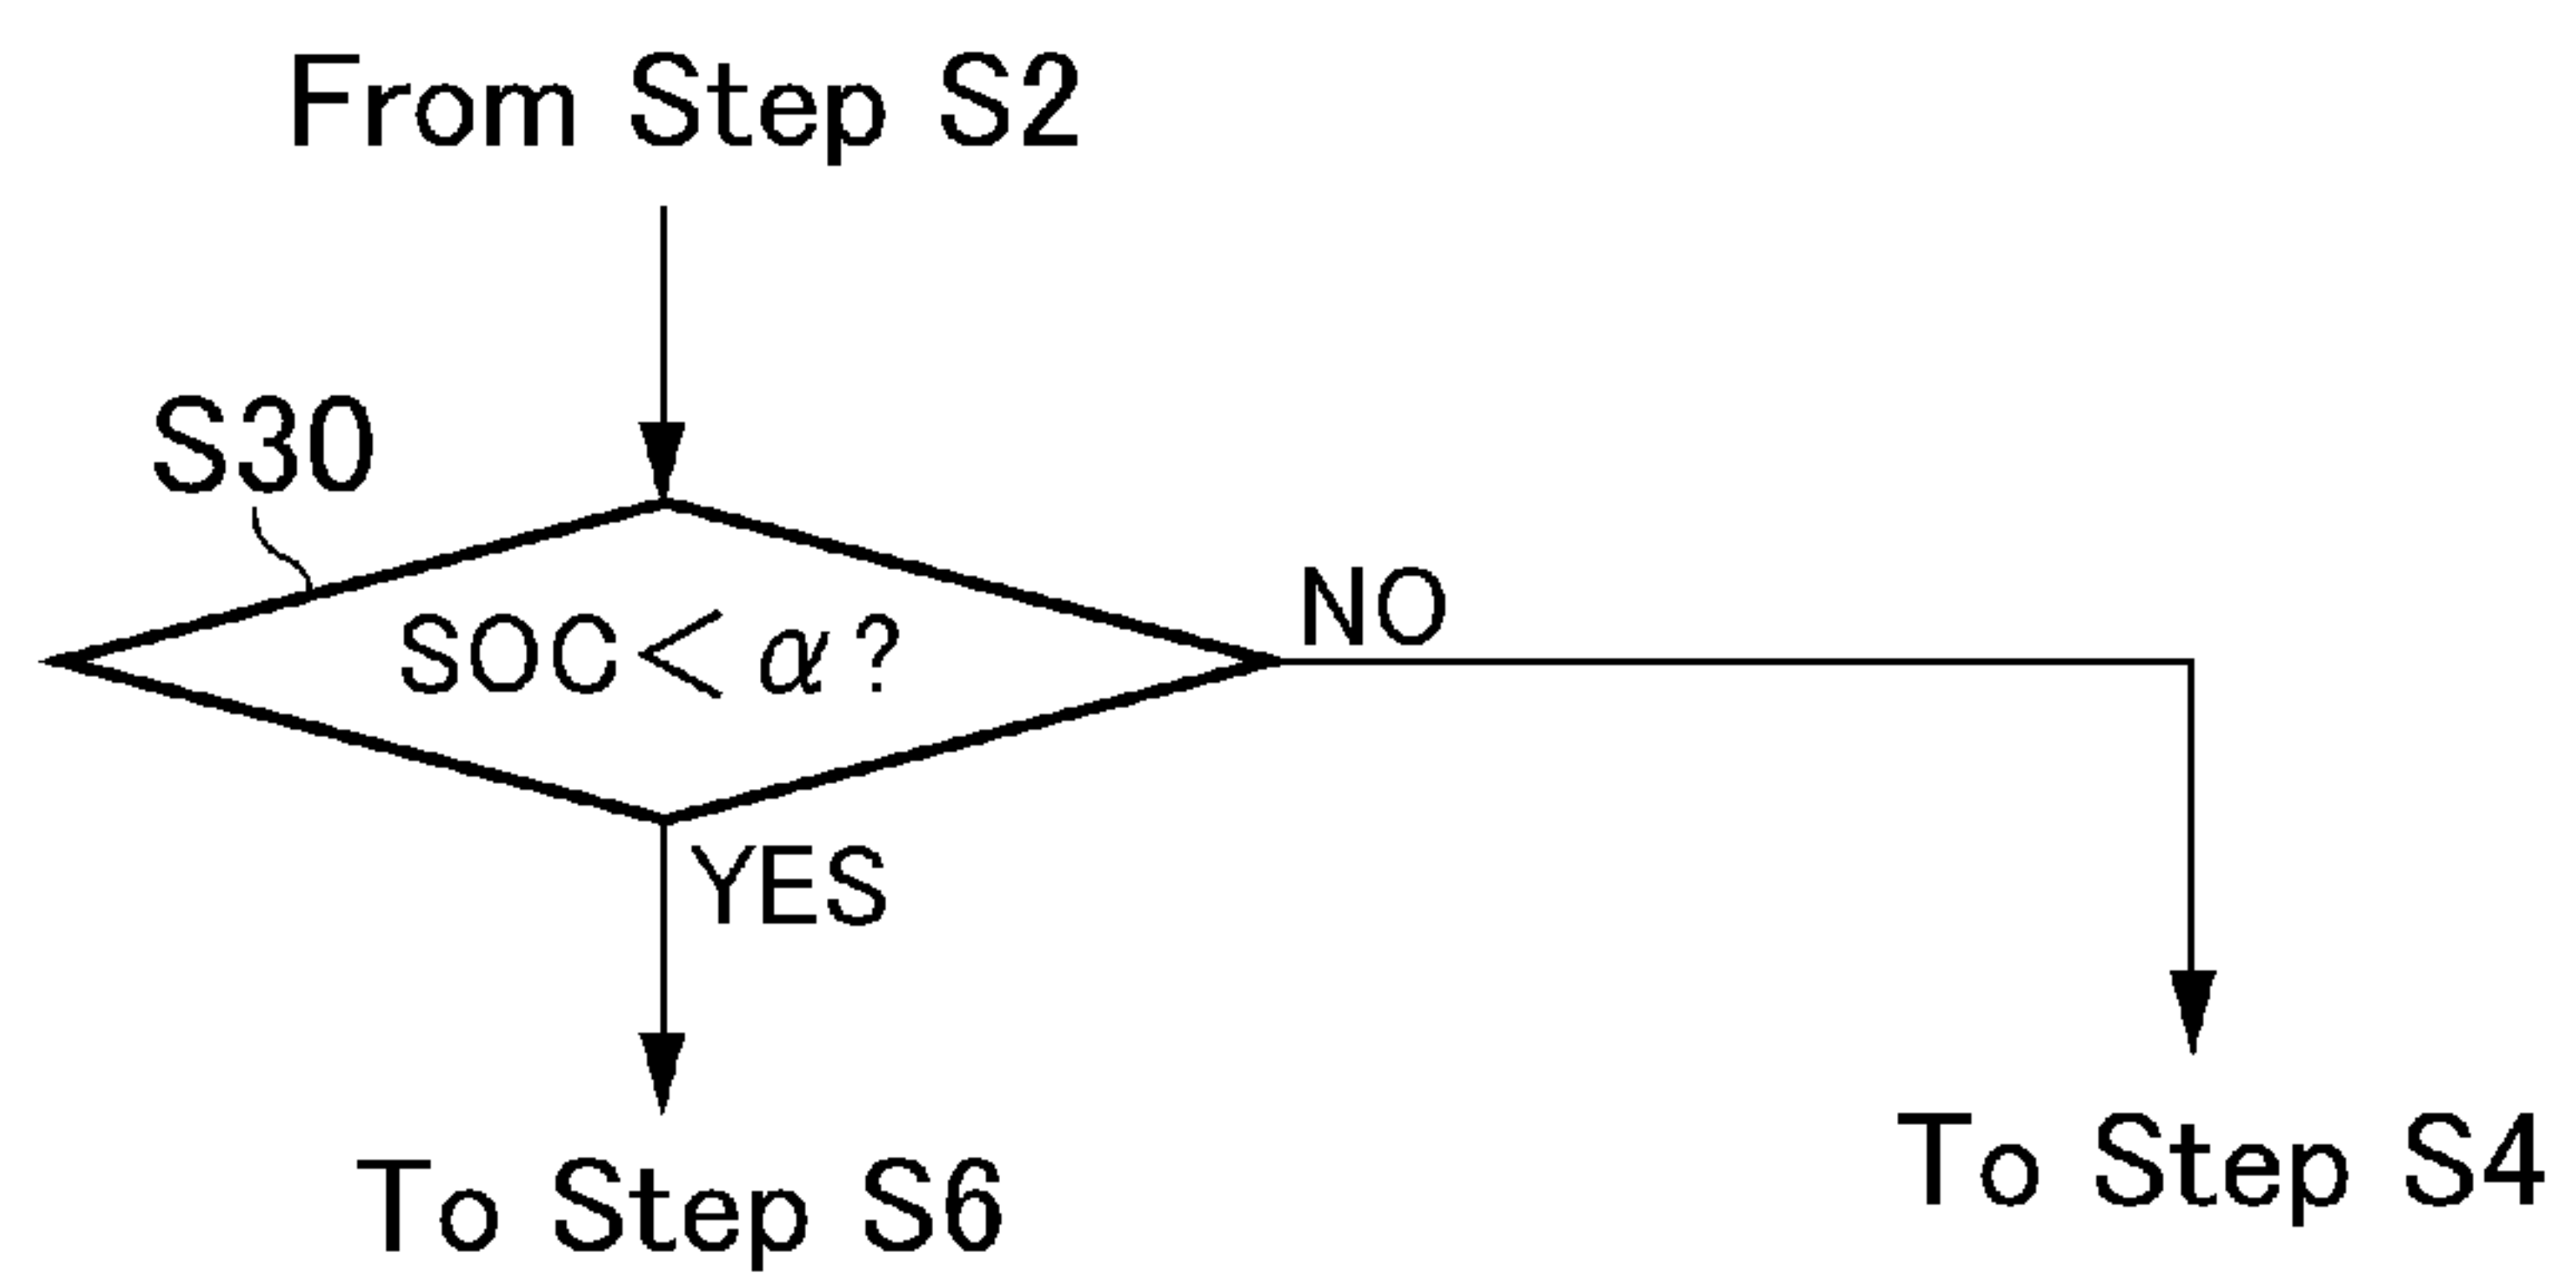 From Step S2
S30
SOC<α?
NO
YES
To Step S6
To Step S4